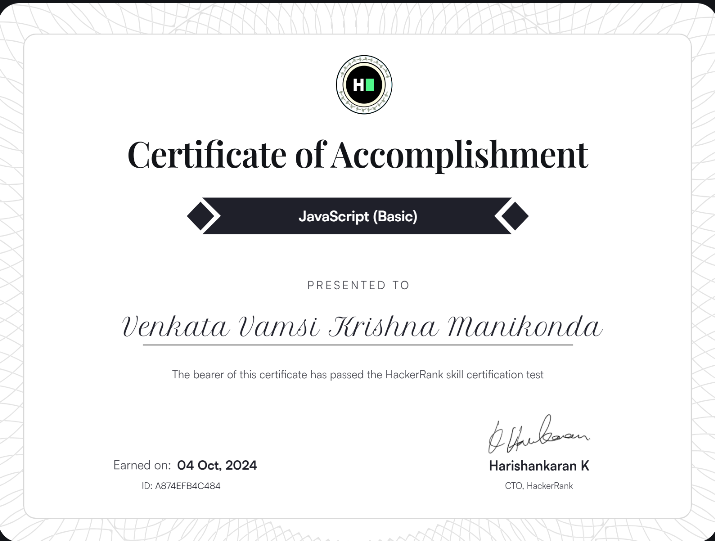 H
Certificate of Accomplishment
JavaScript (Basic)
PRESENTED TO
Venkata Vamsi Krishna Manikonda
The bearer of this certificate has passed the HackerRank skill certification test
Earned on: 04 Oct, 2024
ID: A874EFB4C484
Harishankaran K
CTO, HackerRank